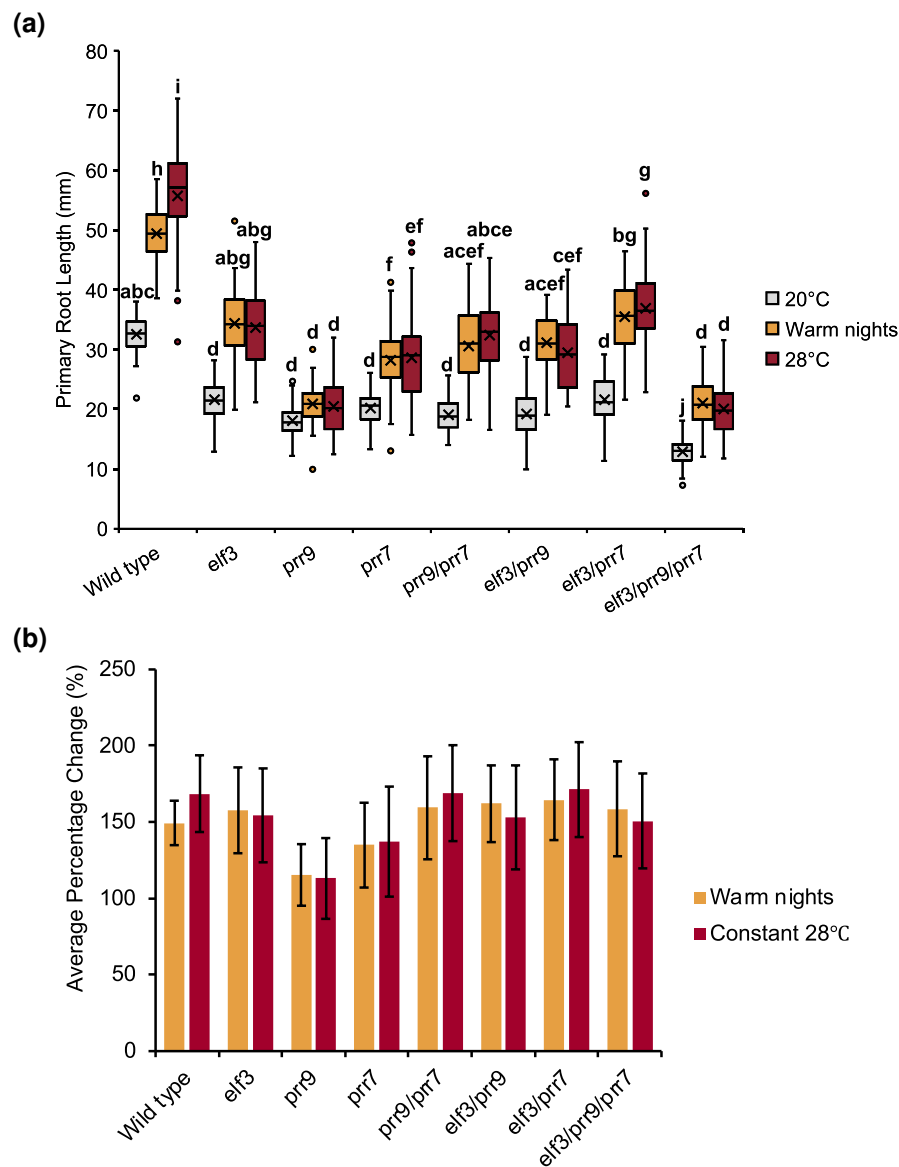 (a)
Primary Root Length (mm)
80
70
60
50
40
30
20
10
0
abc
h
i
d
abg
abg
d
d
d
d
f
ef
d
acef
abce
d
acef
cef
d
bg
g
j
d
d
20°C
Warm nights
28°C
Wild type
elf3
prr9
prr7
prr9/prr7
elf3/prr9
elf3/prr7
elf3/prr9/prr7
(b)
Average Percentage Change (%)
250
200
150
100
50
0
Warm nights
Constant 28℃
Wild type
elf3
prr9
prr7
prr9/prr7
elf3/prr9
elf3/prr7
elf3/prr9/prr7